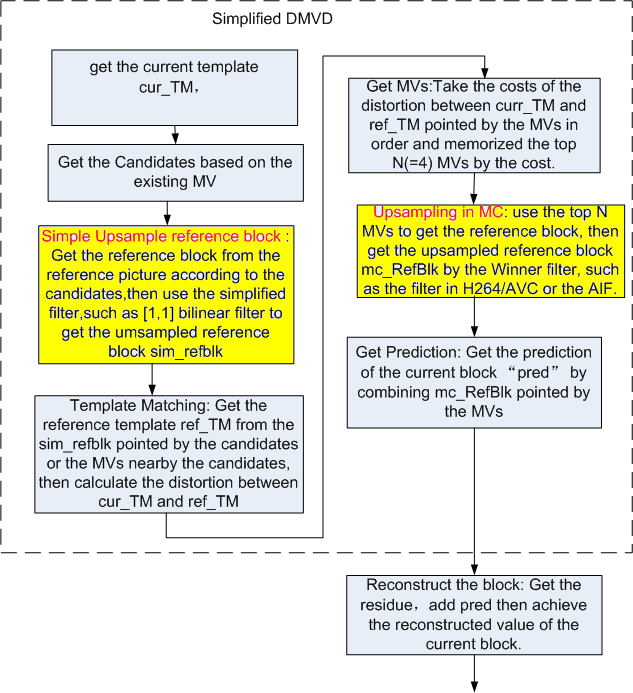 Simplified DMVD
get the current template
cur_TM，
Get the Candidates based on the
existing MV
Simple Upsample reference block :
Get the reference block from the
reference picture according to the
candidates,then use the simplified
filter,such as [1,1] bilinear filter to
get the umsampled reference
block sim_refblk
Template Matching: Get the
reference template ref_TM from the
sim_refblk pointed by the candidates
or the MVs nearby the candidates,
then calculate the distortion between
cur_TM and ref_TM
Get MVs:Take the costs of the
distortion between curr_TM and
ref_TM pointed by the MVs in
order and memorized the top
N(=4) MVs by the cost.
Upsampling in MC: use the top N
MVs to get the reference block, then
get the upsampled reference block
mc_RefBlk by the Winner filter, such
as the filter in H264/AVC or the AIF.
Get Prediction: Get the prediction
of the current block “pred” by
combining mc_RefBlk pointed by
the MVs
Reconstruct the block: Get the
residue，add pred then achieve
the reconstructed value of the
current block.